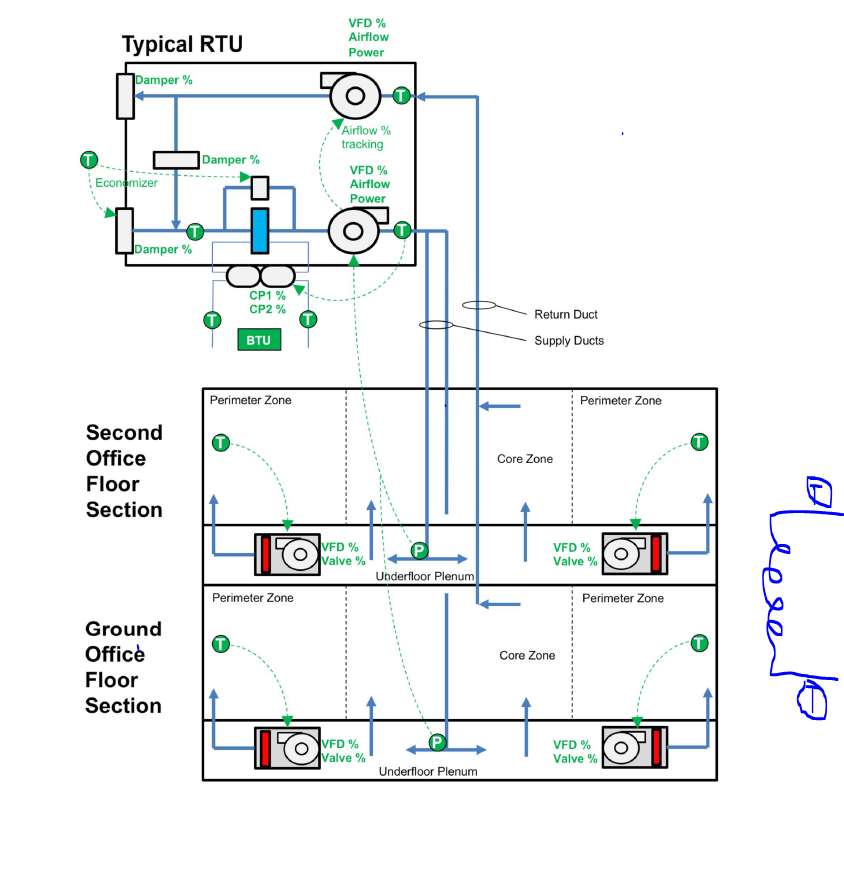 Typical RTU
VFD %
Airflow
Power
Damper %
T
Airflow %
tracking
T
Damper %
Economizer
VFD %
Airflow
Power
T
T
Damper %
CP1 %
CP2 %
T
T
BTU
Return Duct
Supply Ducts
Second
Office
Floor
Section
Perimeter Zone
Perimeter Zone
T
T
Core Zone
VFD %
Valve %
P
VFD %
Valve %
Underfloor Plenum
Ground
Office
Floor
Section
Perimeter Zone
Perimeter Zone
T
T
Core Zone
VFD %
Valve %
P
VFD %
Valve %
Underfloor Plenum